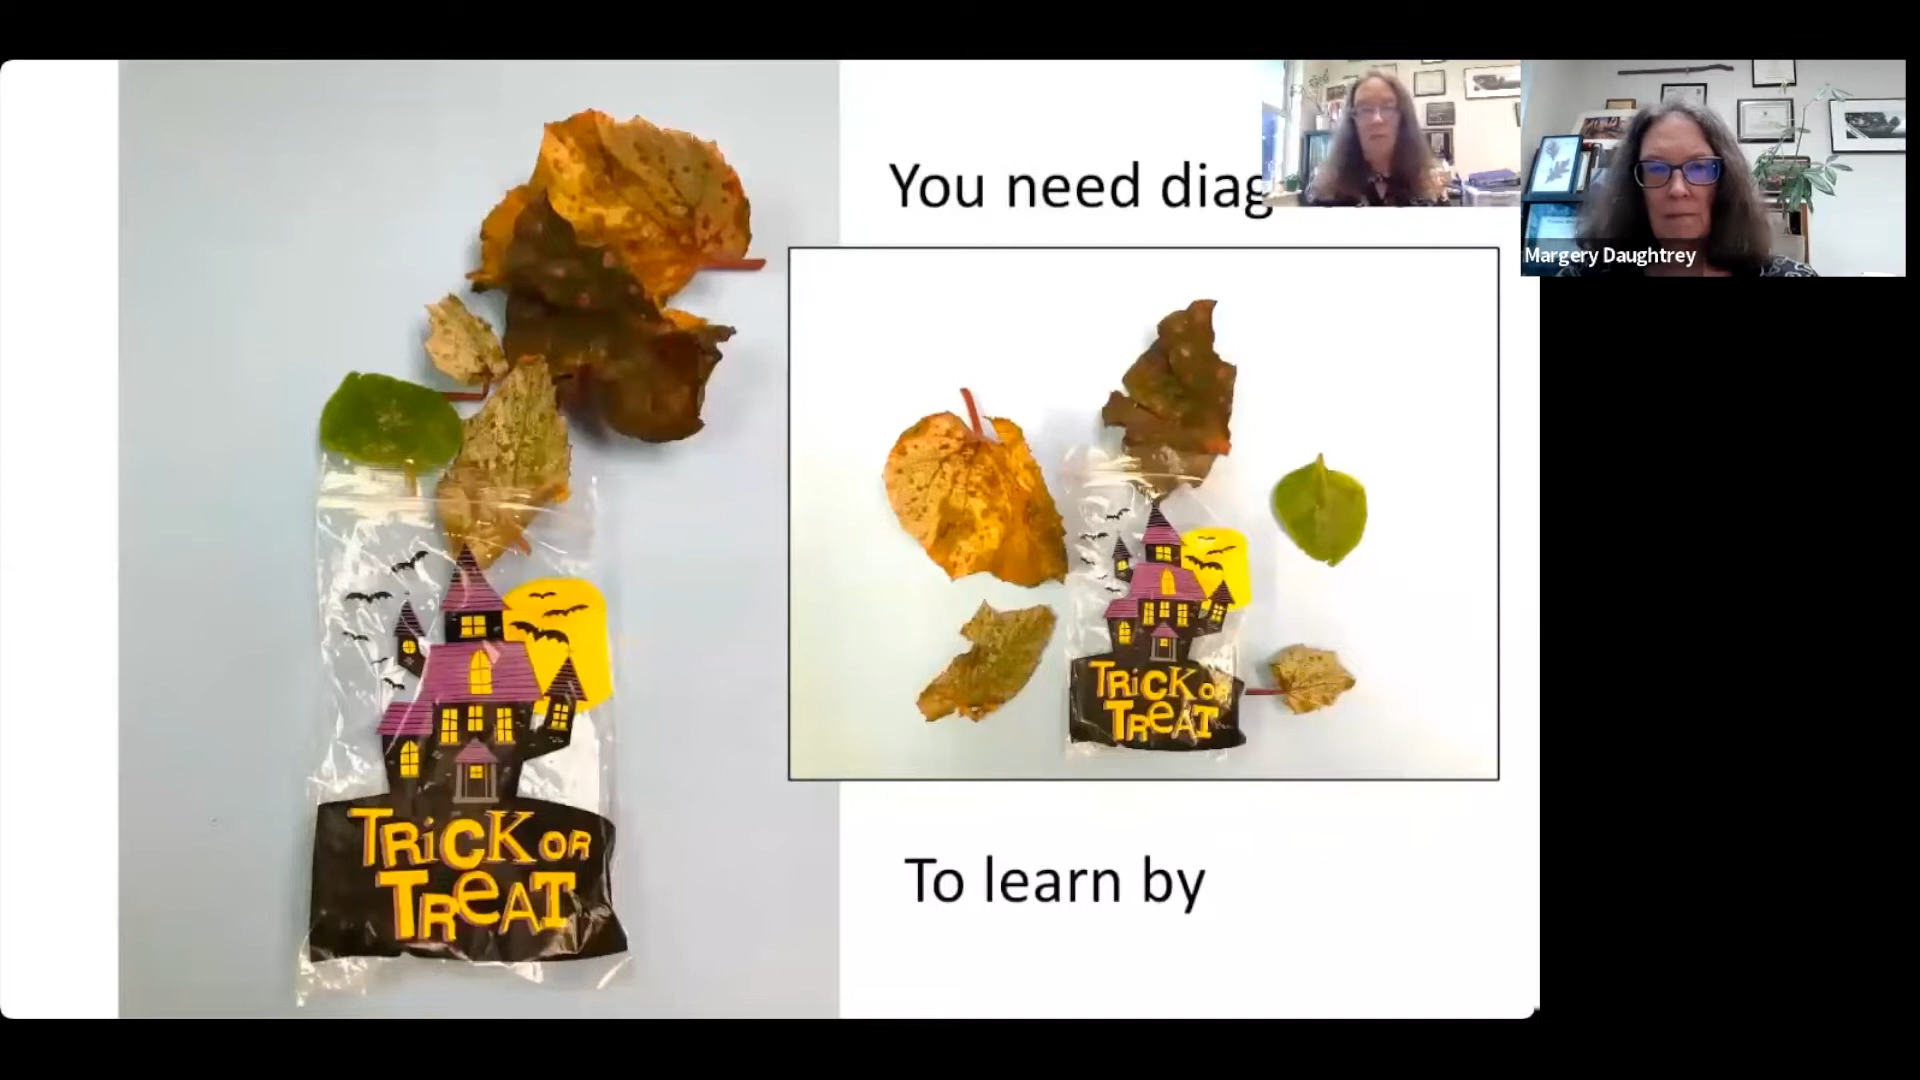 You need diag
Margery Daughtrey
TRiCK OR
TReAT
TRiCK OR
TReAT
To learn by